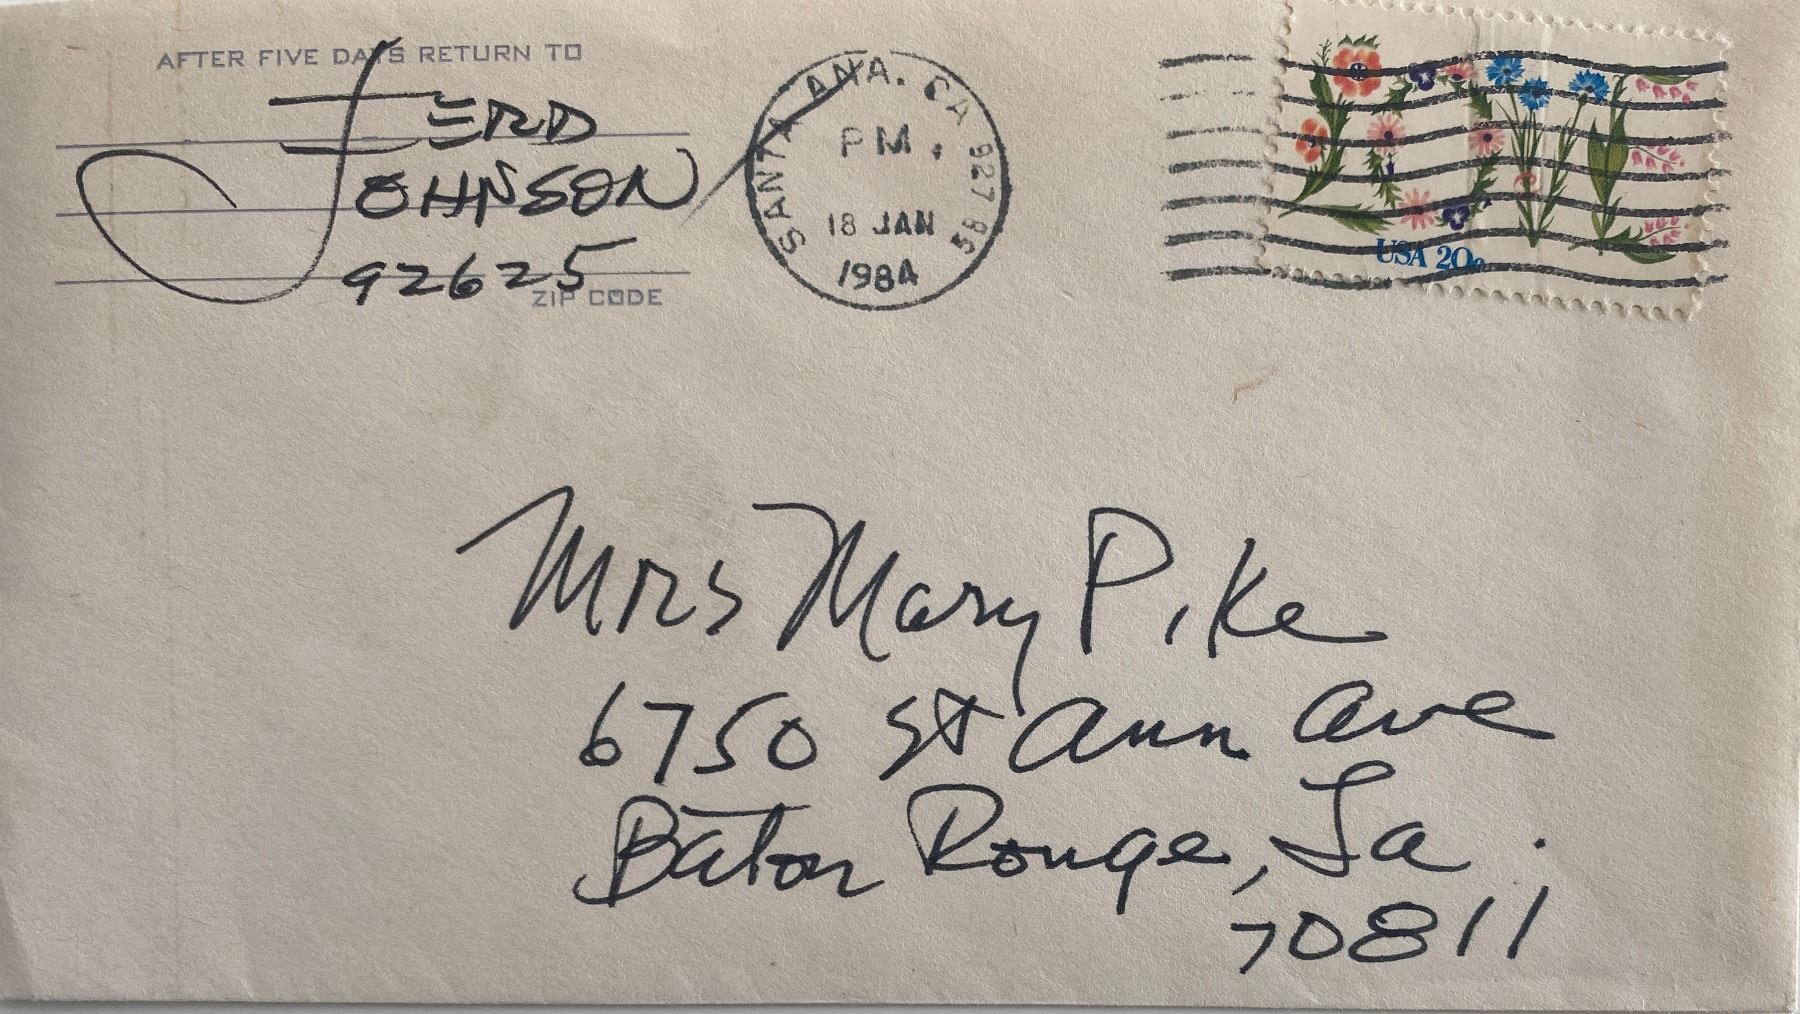 AFTER FIVE DAYS RETURN TO
FERD
JOHNSON
92625
ZIP CODE
SANTA ANA. CA 927
PM
18 JAN
1984
LOVE
USA 20c
Mrs Mary Pike
6750 St Ann Ave
Baton Rouge, La.
70811